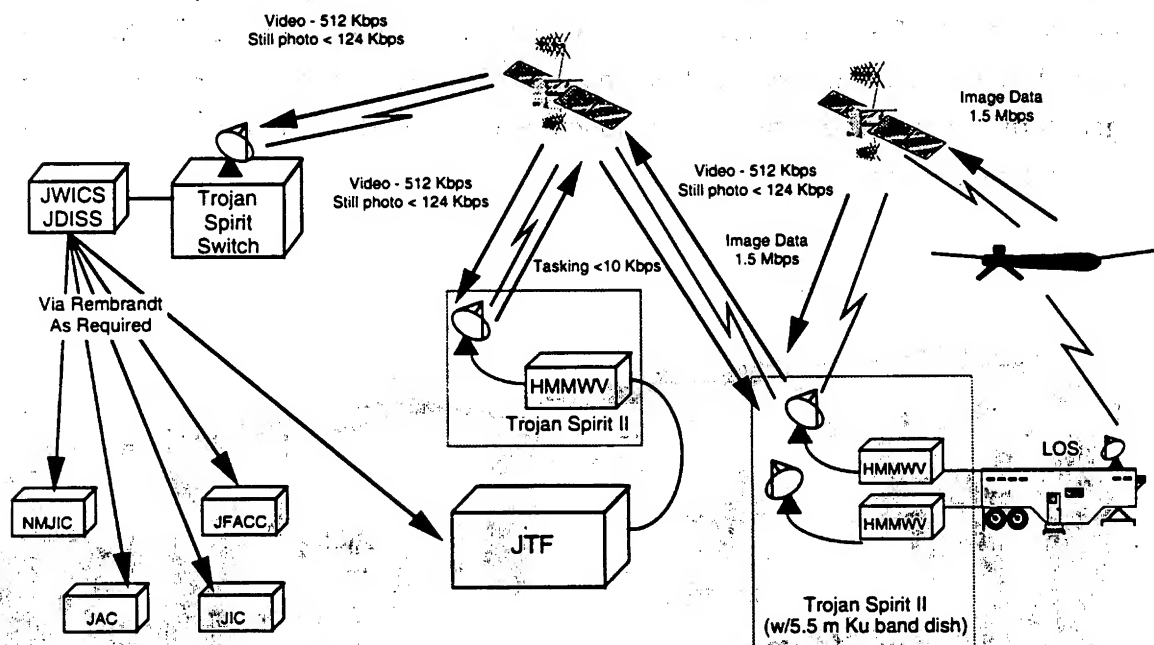 Video - 512 Kbps
Still photo < 124 Kbps
Image Data
1.5 Mbps
JWICS
JDISS
Trojan
Spirit
Switch
Video - 512 Kbps
Still photo < 124 Kbps
Video - 512 Kbps
Still photo < 124 Kbps
Image Data
1.5 Mbps
Tasking <10 Kbps
Via Rembrandt
As Required
HMMWV
Trojan Spirit II
LOS
HMMWV
HMMWV
NMJIC
JFACC
JTF
JAC
JIC
Trojan Spirit II
(w/5.5 m Ku band dish)